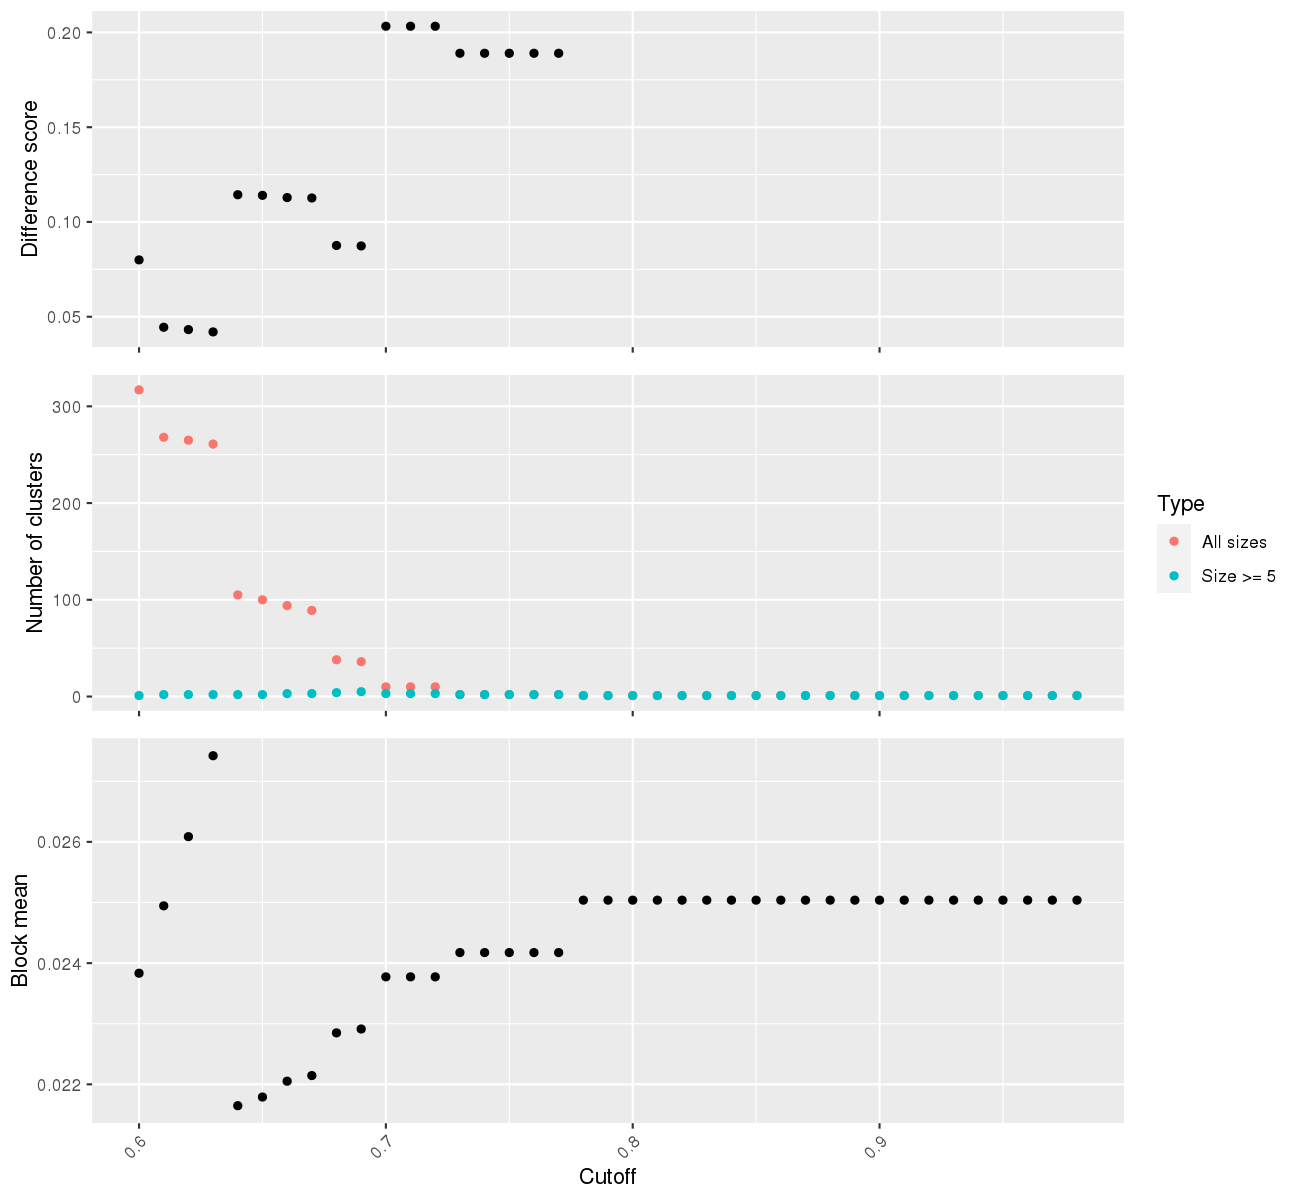 Difference score
0.20
0.15
0.10
0.05
Number of clusters
300
200
100
0
Type
All sizes
Size >= 5
Block mean
0.026
0.024
0.022
0.6
0.7
0.8
0.9
Cutoff